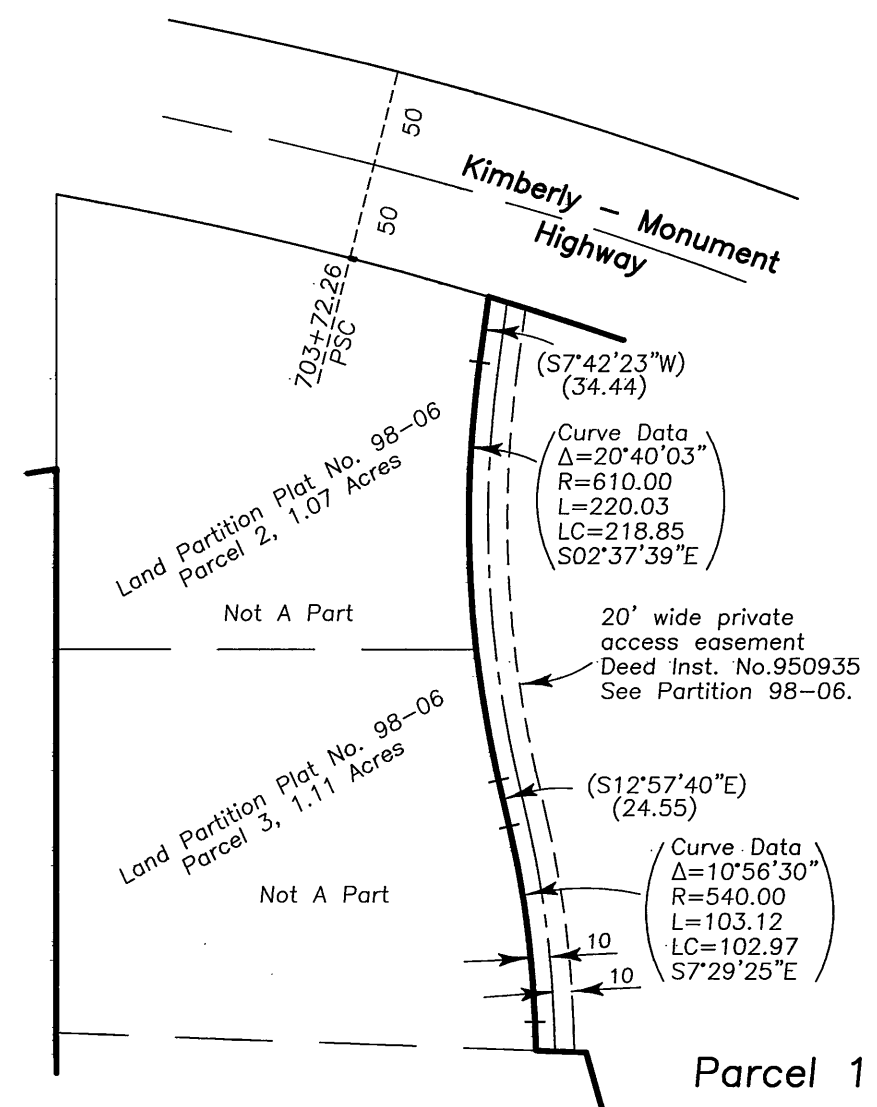 50
Kimberly – Monument
Highway
50
703+72.26
PSC
(S7°42'23"W)
(34.44)
Curve Data
Δ=20°40'03"
R=610.00
L=220.03
LC=218.85
S02°37'39"E
Land Partition Plat No. 98–06
Parcel 2, 1.07 Acres
Not A Part
20' wide private
access easement
Deed Inst. No.950935
See Partition 98–06.
Land Partition Plat No. 98–06
Parcel 3, 1.11 Acres
Not A Part
(S12°57'40"E)
(24.55)
Curve Data
Δ=10°56'30"
R=540.00
L=103.12
LC=102.97
S7°29'25"E
10
10
Parcel 1